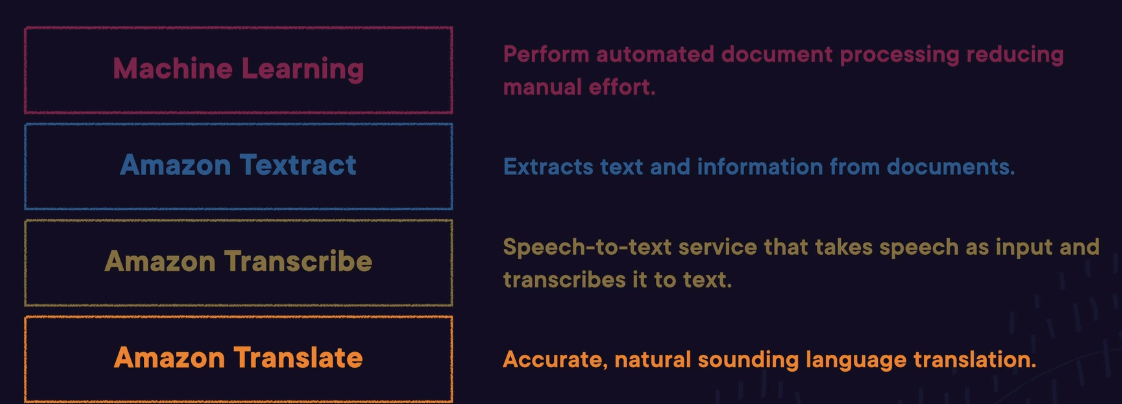 Machine Learning
Perform automated document processing reducing
manual effort.
Amazon Textract
Extracts text and information from documents.
Amazon Transcribe
Speech-to-text service that takes speech as input and
transcribes it to text.
Amazon Translate
Accurate, natural sounding language translation.